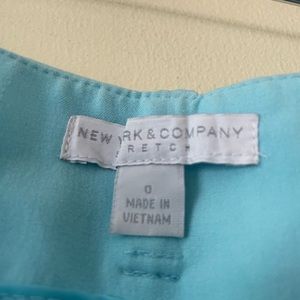 NEW RK & COMPANY
RETCH
0
MADE IN
VIETNAM